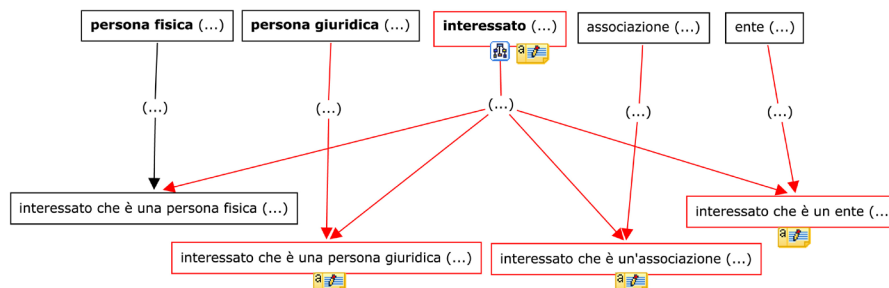 persona fisica (...)
persona giuridica (...)
interessato (...)
associazione (...)
ente (...)
a
(...)
(...)
(...)
(...)
(...)
interessato che è una persona fisica (...)
interessato che è un ente (...
a
interessato che è una persona giuridica (...)
interessato che è un'associazione (...)
a
a